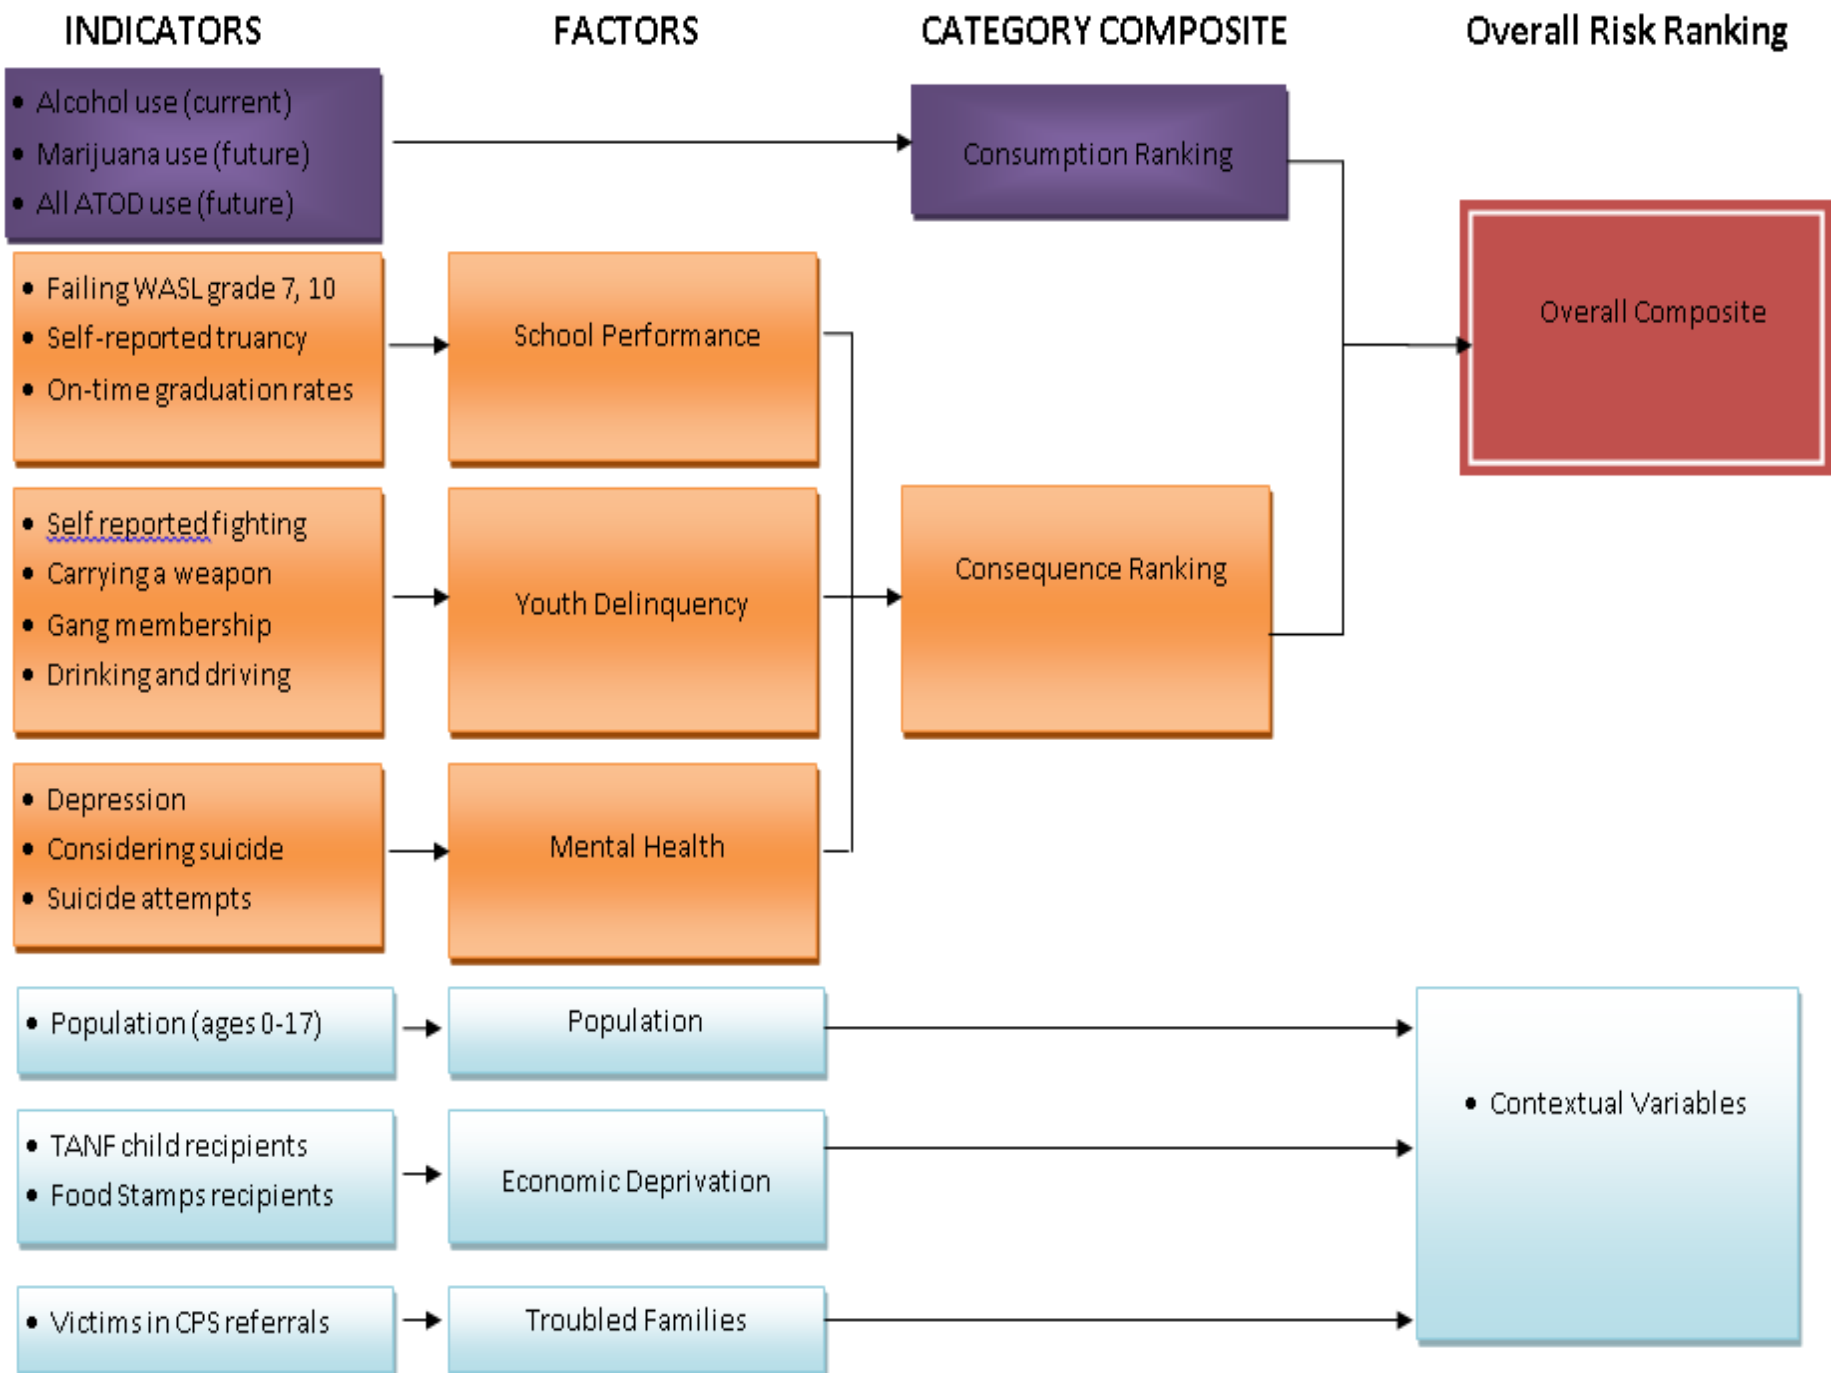 INDICATORS
FACTORS
CATEGORY COMPOSITE
Overall Risk Ranking
• Alcohol use (current)
• Marijuana use (future)
• All ATOD use (future)
Consumption Ranking
Overall Composite
• Failing WASL grade 7, 10
• Self-reported truancy
• On-time graduation rates
School Performance
• Self reported fighting
• Carrying a weapon
• Gang membership
• Drinking and driving
Youth Delinquency
Consequence Ranking
• Depression
• Considering suicide
• Suicide attempts
Mental Health
• Population (ages 0-17)
Population
• Contextual Variables
• TANF child recipients
• Food Stamps recipients
Economic Deprivation
• Victims in CPS referrals
Troubled Families